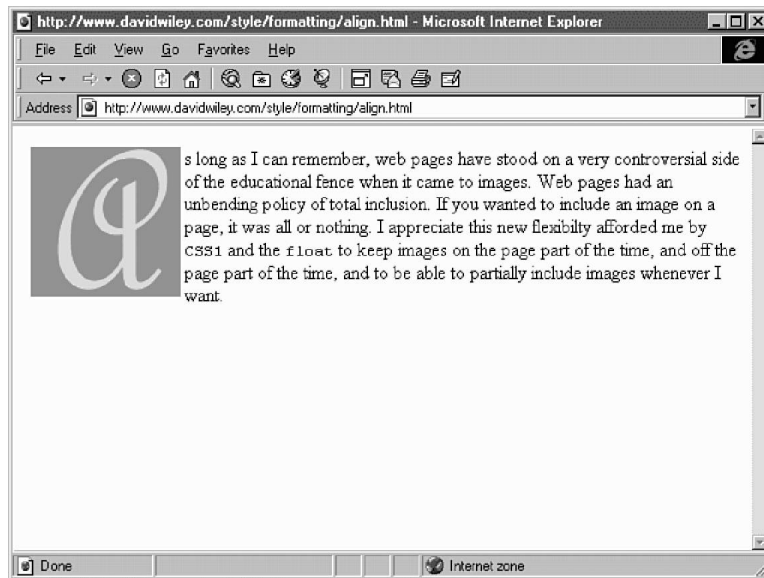 http://www.davidwiley.com/style/formatting/align.html - Microsoft Internet Explorer
File Edit View Go Favorites Help
Address http://www.davidwiley.com/style/formatting/align.html
A
s long as I can remember, web pages have stood on a very controversial side
of the educational fence when it came to images. Web pages had an
unbending policy of total inclusion. If you wanted to include an image on a
page, it was all or nothing. I appreciate this new flexibilty afforded me by
CSS1 and the float to keep images on the page part of the time, and off the
page part of the time, and to be able to partially include images whenever I
want.
Done Internet zone